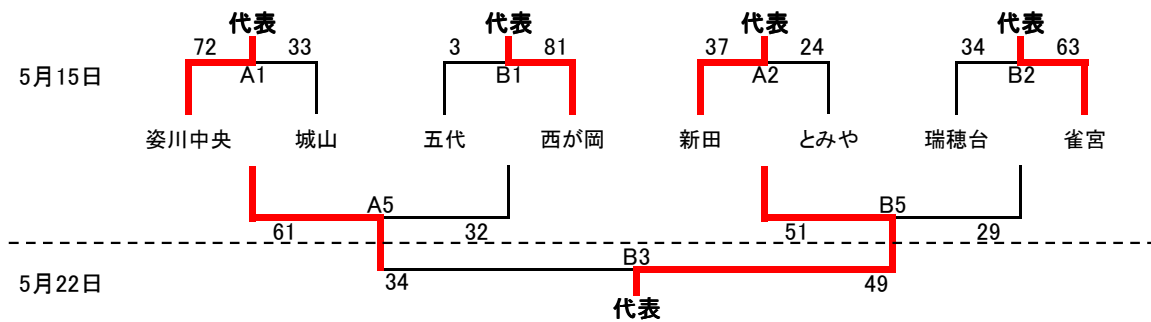 代表 代表 代表 代表
72 33 3 81 37 24 34 63
5月15日 A1 B1 A2 B2
姿川中央 城山 五代 西が岡 新田 とみや 瑞穂台 雀宮
A5 B5
61 32 51 29
B3
5月22日 34 49
代表